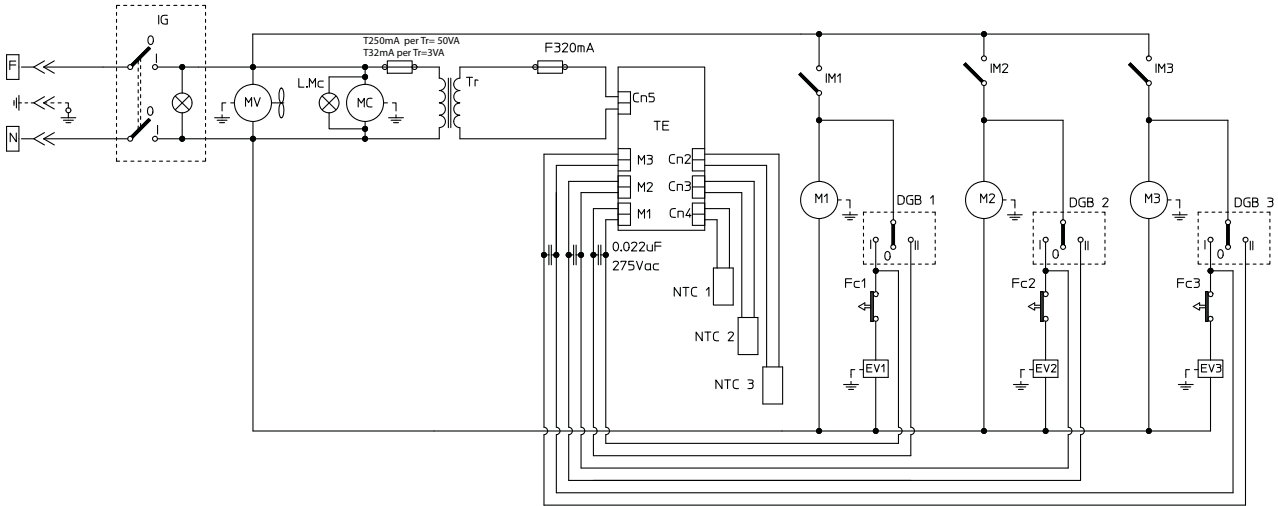 IG
T250mA per Tr= 50VA
T32mA per Tr=3VA
F320mA
F
N
0
I
0
I
MV
L.Mc
MC
Tr
Cn5
TE
M3 Cn2
M2 Cn3
M1 Cn4
0.022uF
275Vac
NTC 1
NTC 2
NTC 3
IM1
IM2
IM3
M1
M2
M3
DGB 1
DGB 2
DGB 3
I 0 II
I 0 II
I 0 II
Fc1
Fc2
Fc3
EV1
EV2
EV3